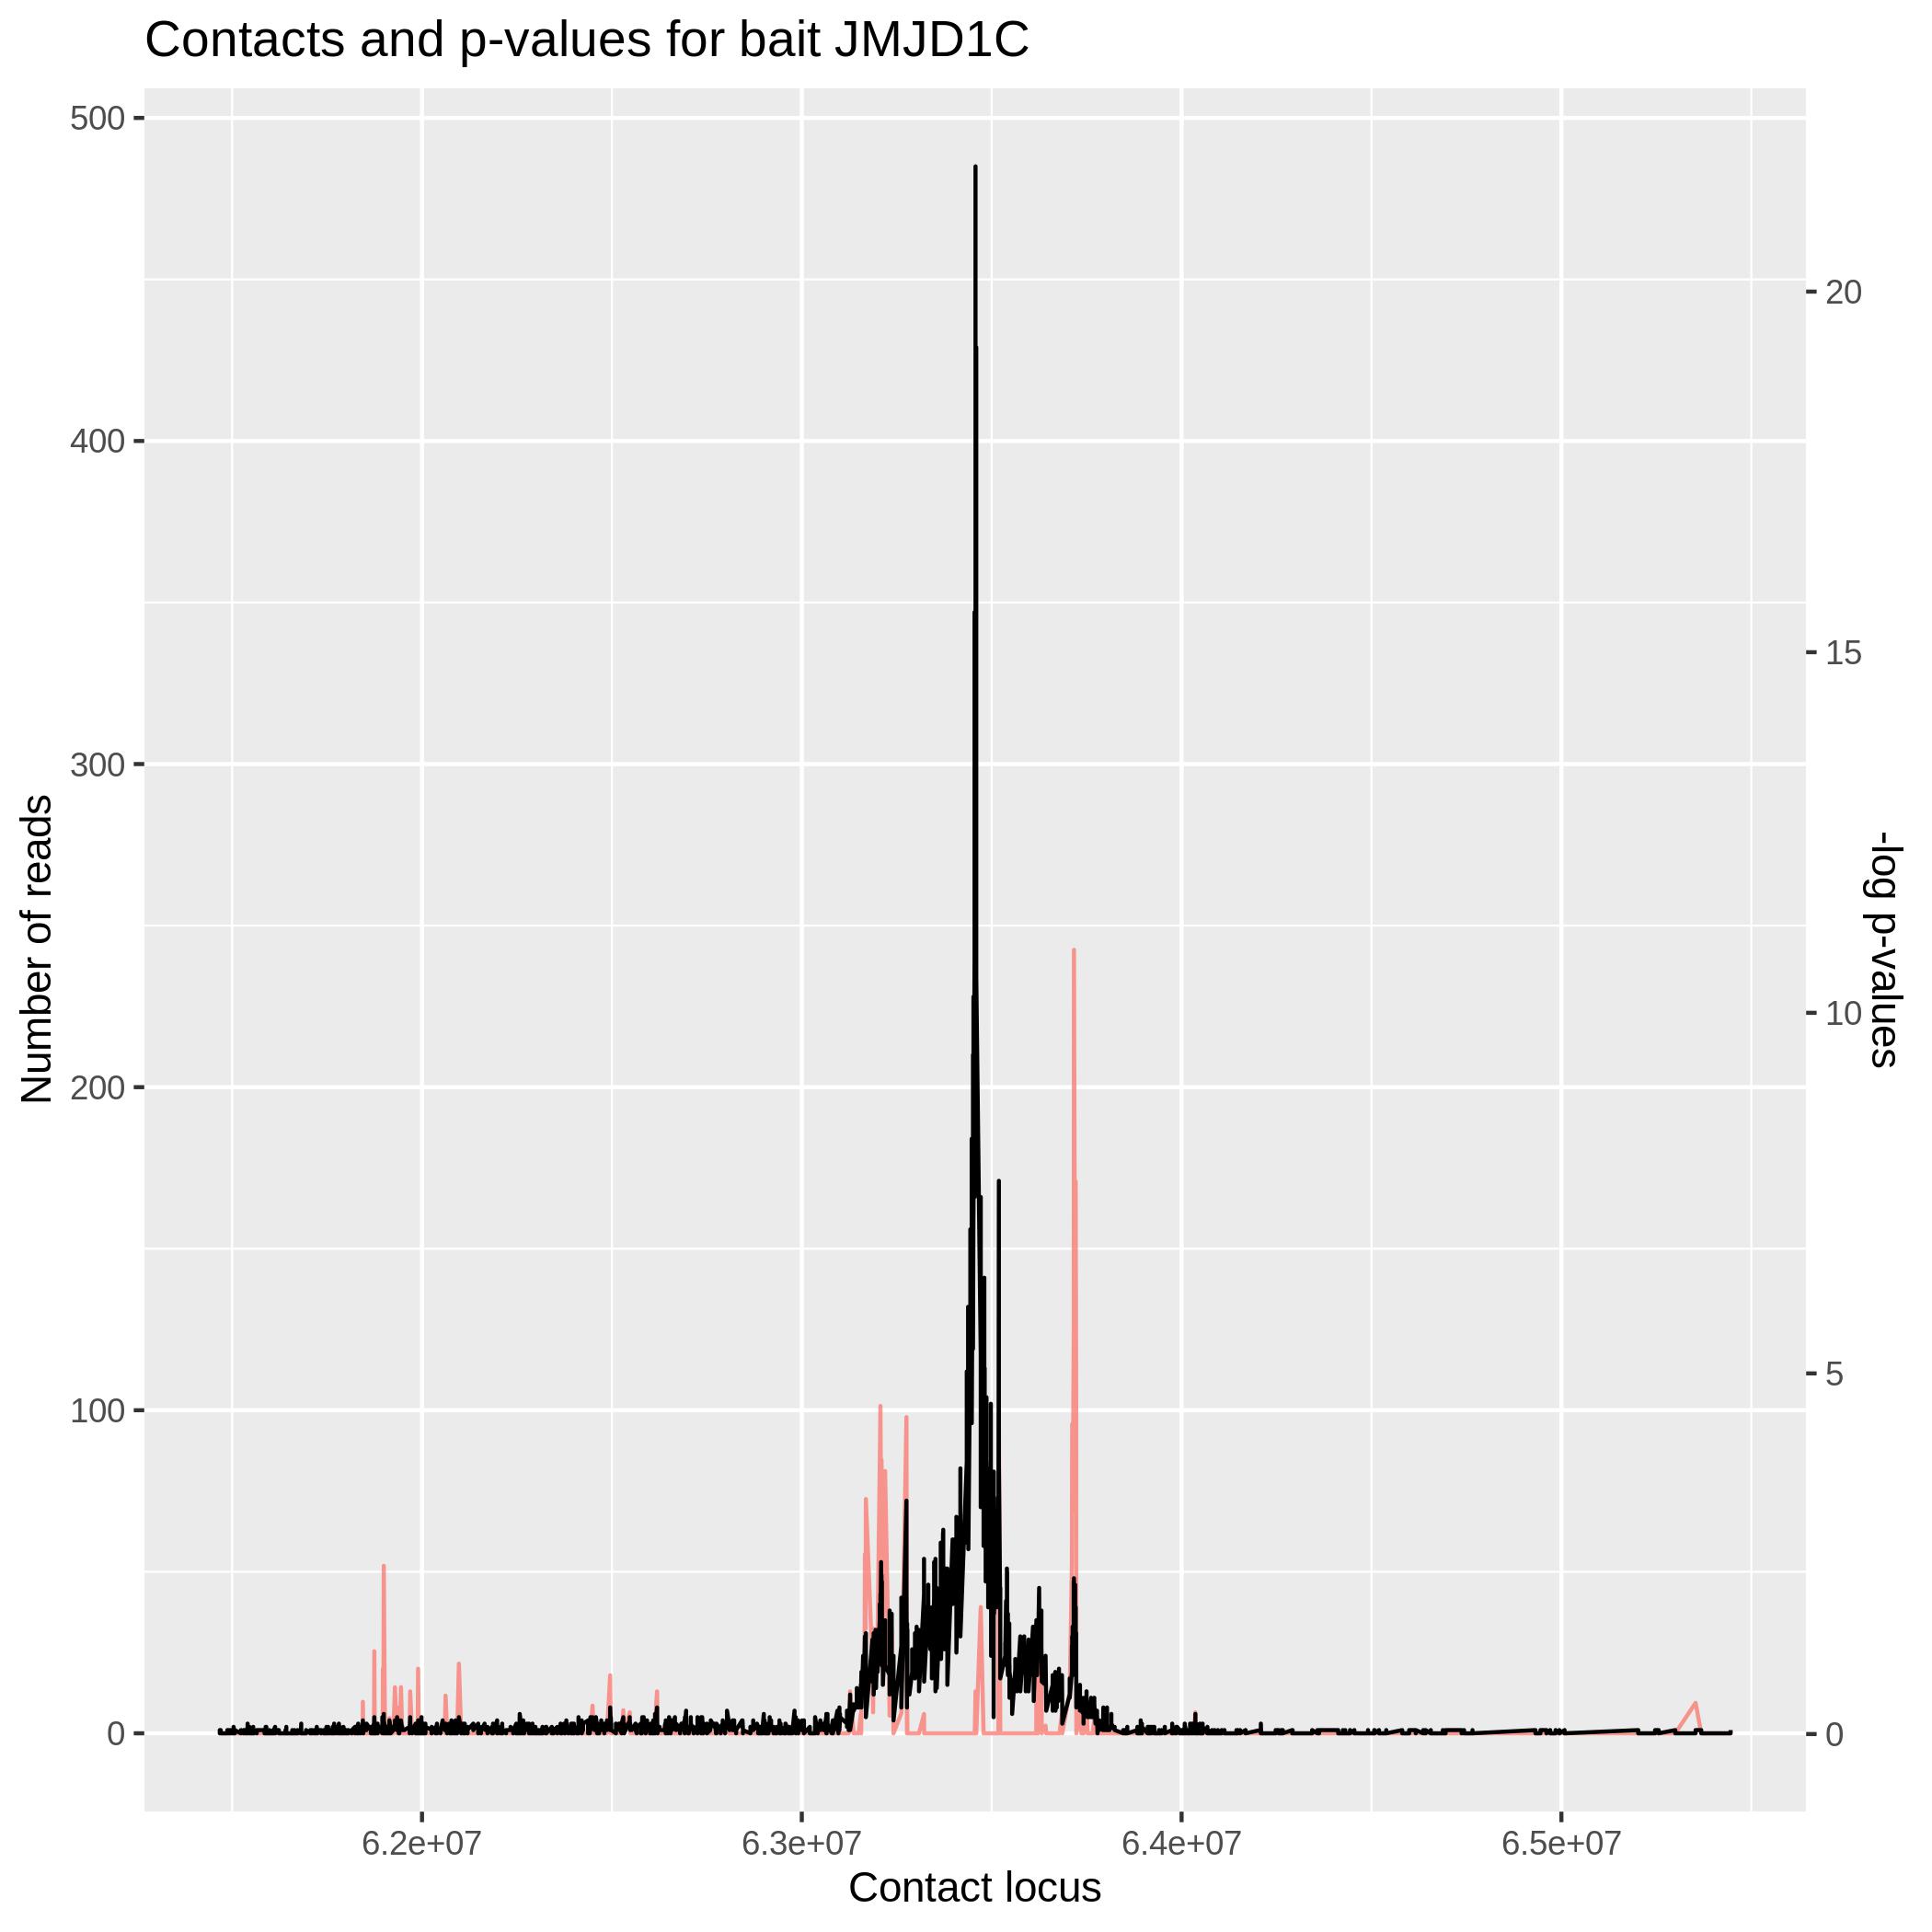 Contacts and p-values for bait JMJD1C
500
400
300
200
100
0
Number of reads
20
15
10
5
0
-log p-values
6.2e+07 6.3e+07 6.4e+07 6.5e+07
Contact locus